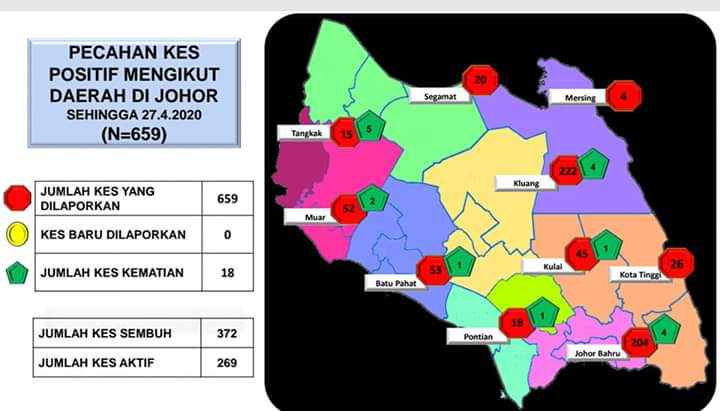 PECAHAN KES
POSITIF MENGIKUT
DAERAH DI JOHOR
SEHINGGA 27.4.2020
(N=659)
JUMLAH KES YANG
DILAPORKAN
659
KES BARU DILAPORKAN
0
JUMLAH KES KEMATIAN
18
JUMLAH KES SEMBUH
372
JUMLAH KES AKTIF
269
Segamat
20
Mersing
4
Tangkak
15
5
Kluang
222
4
Muar
52
2
Batu Pahat
53
1
Kulai
45
1
Kota Tinggi
26
Pontian
18
1
Johor Bahru
204
4